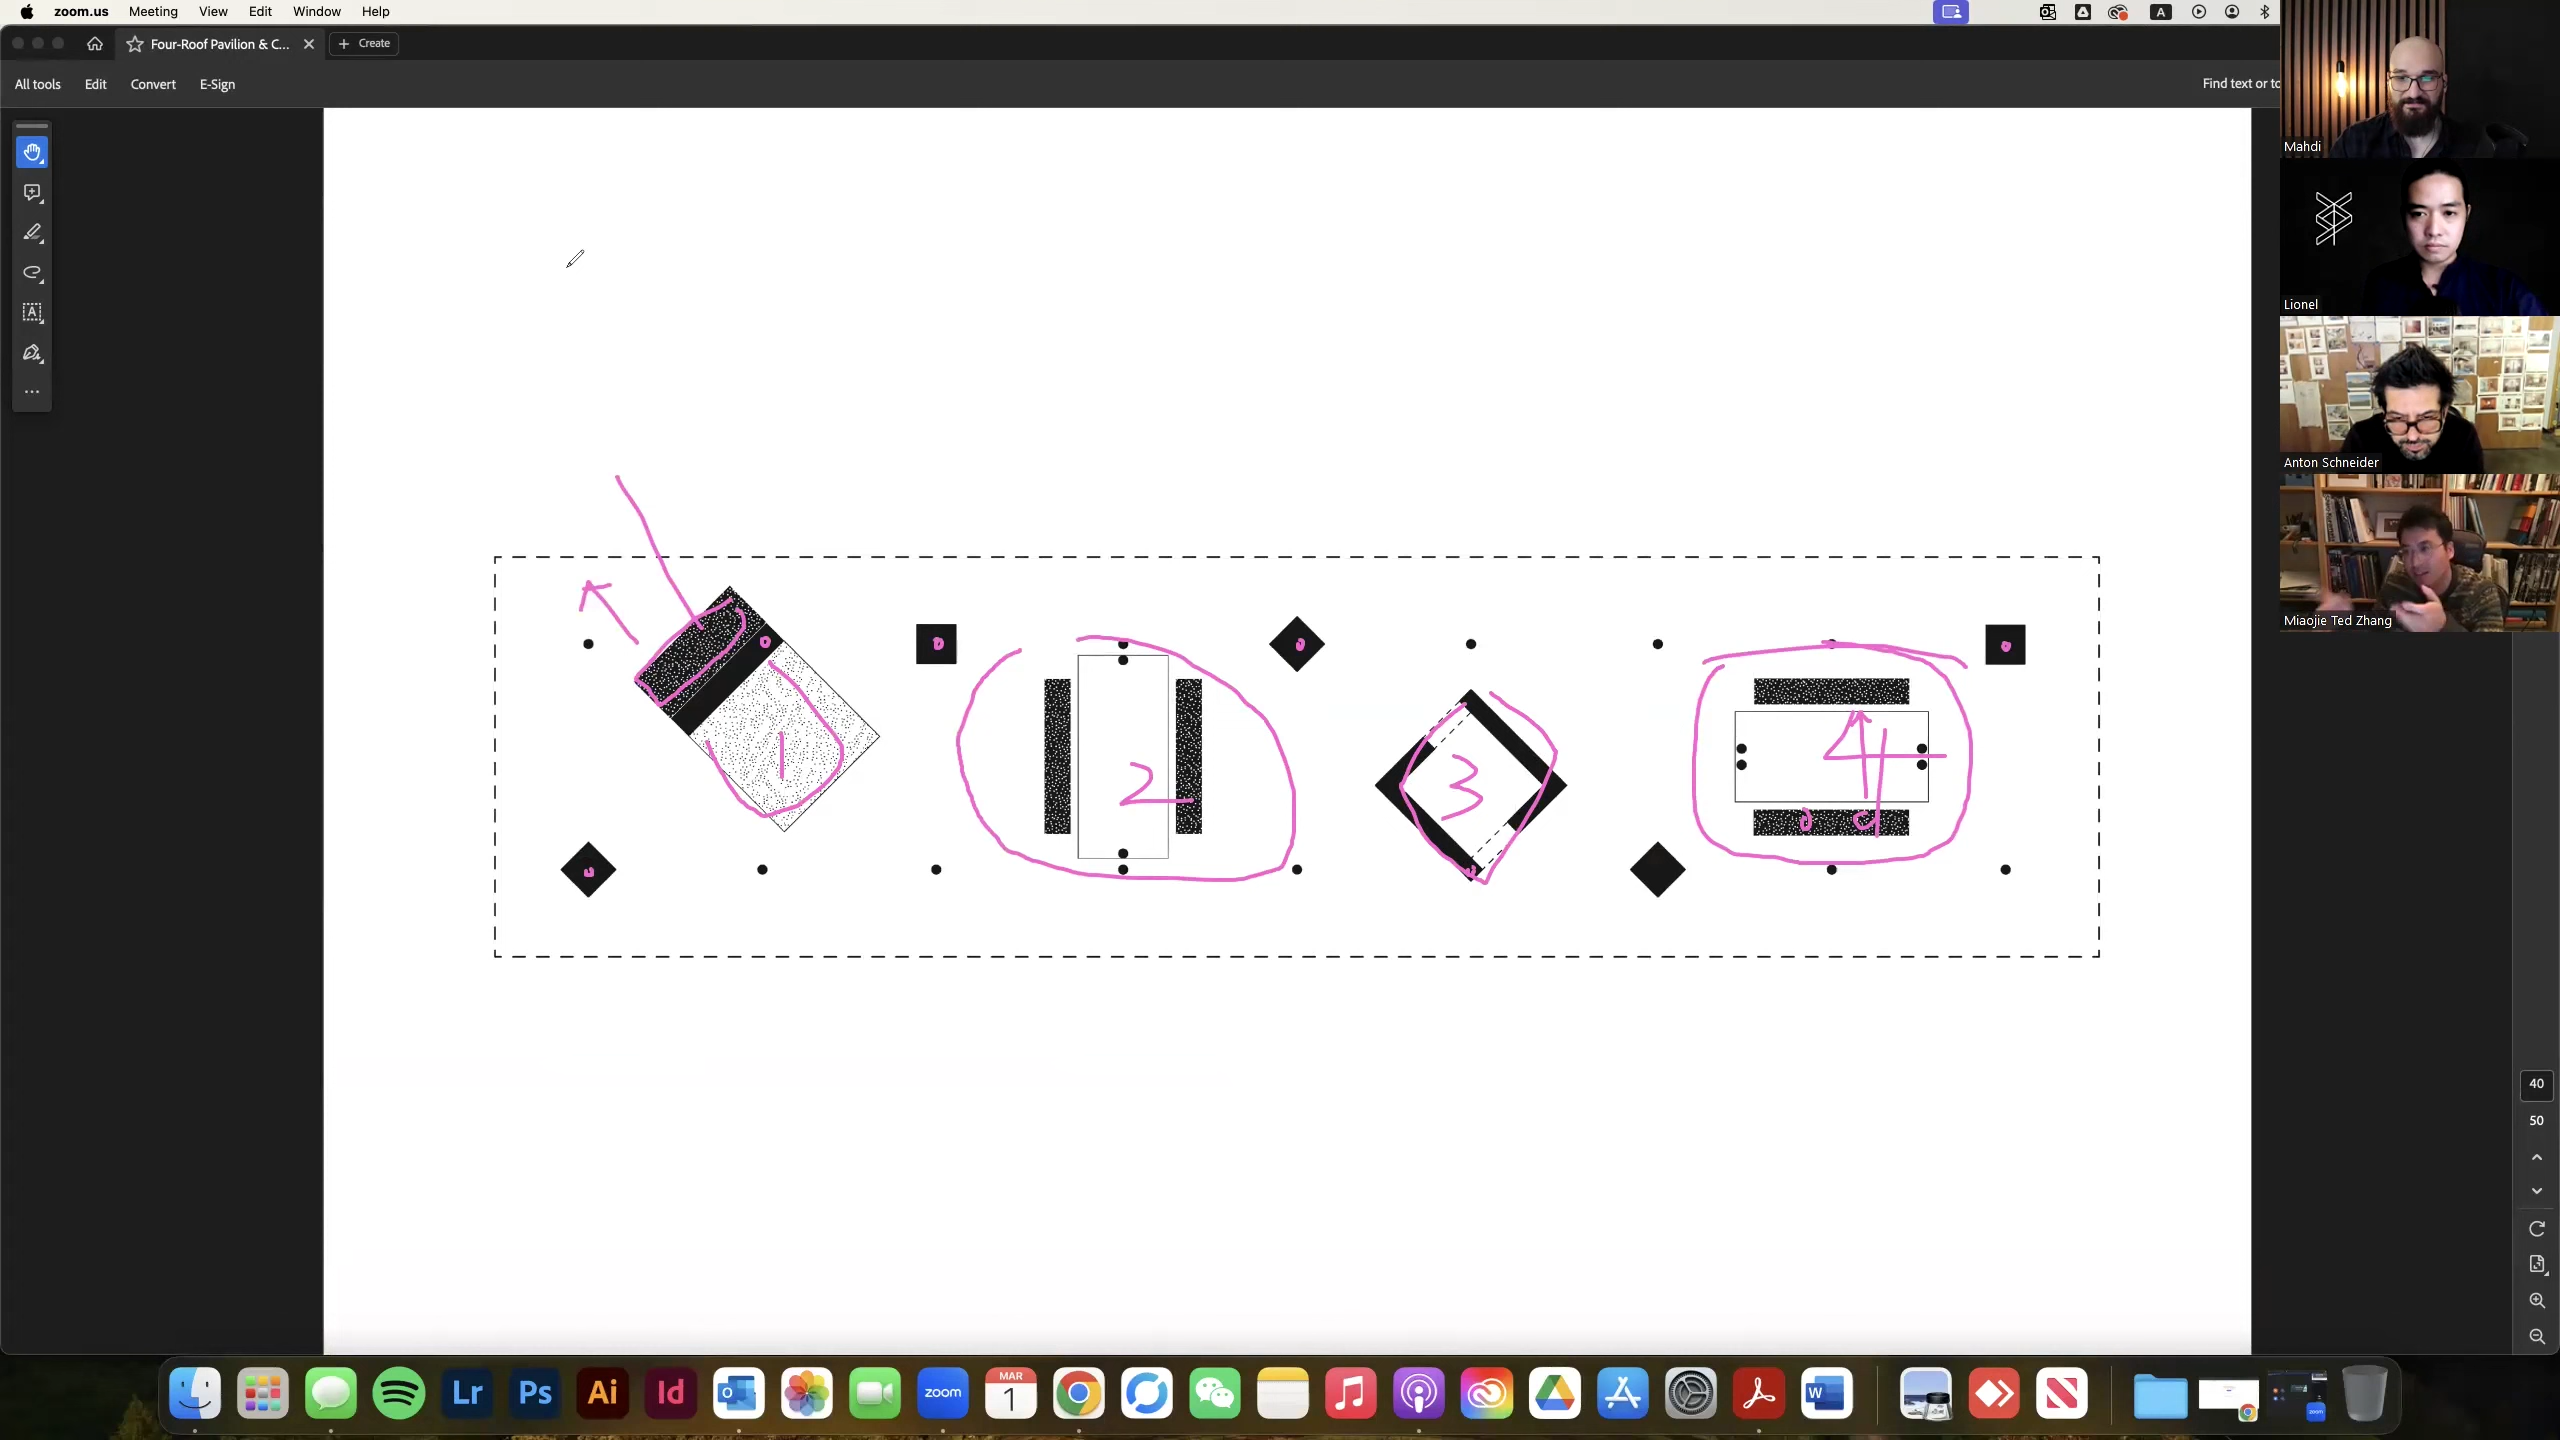 zoom.us Meeting View Edit Window Help
A
Four-Roof Pavilion & C...
Create
All tools Edit Convert E-Sign
Find text or to
A
Mahdi
Lionel
Anton Schneider
Miaojie Ted Zhang
1
2
3
4
40
50
Lr Ps Ai Id
zoom
MAR
1
W
zoom